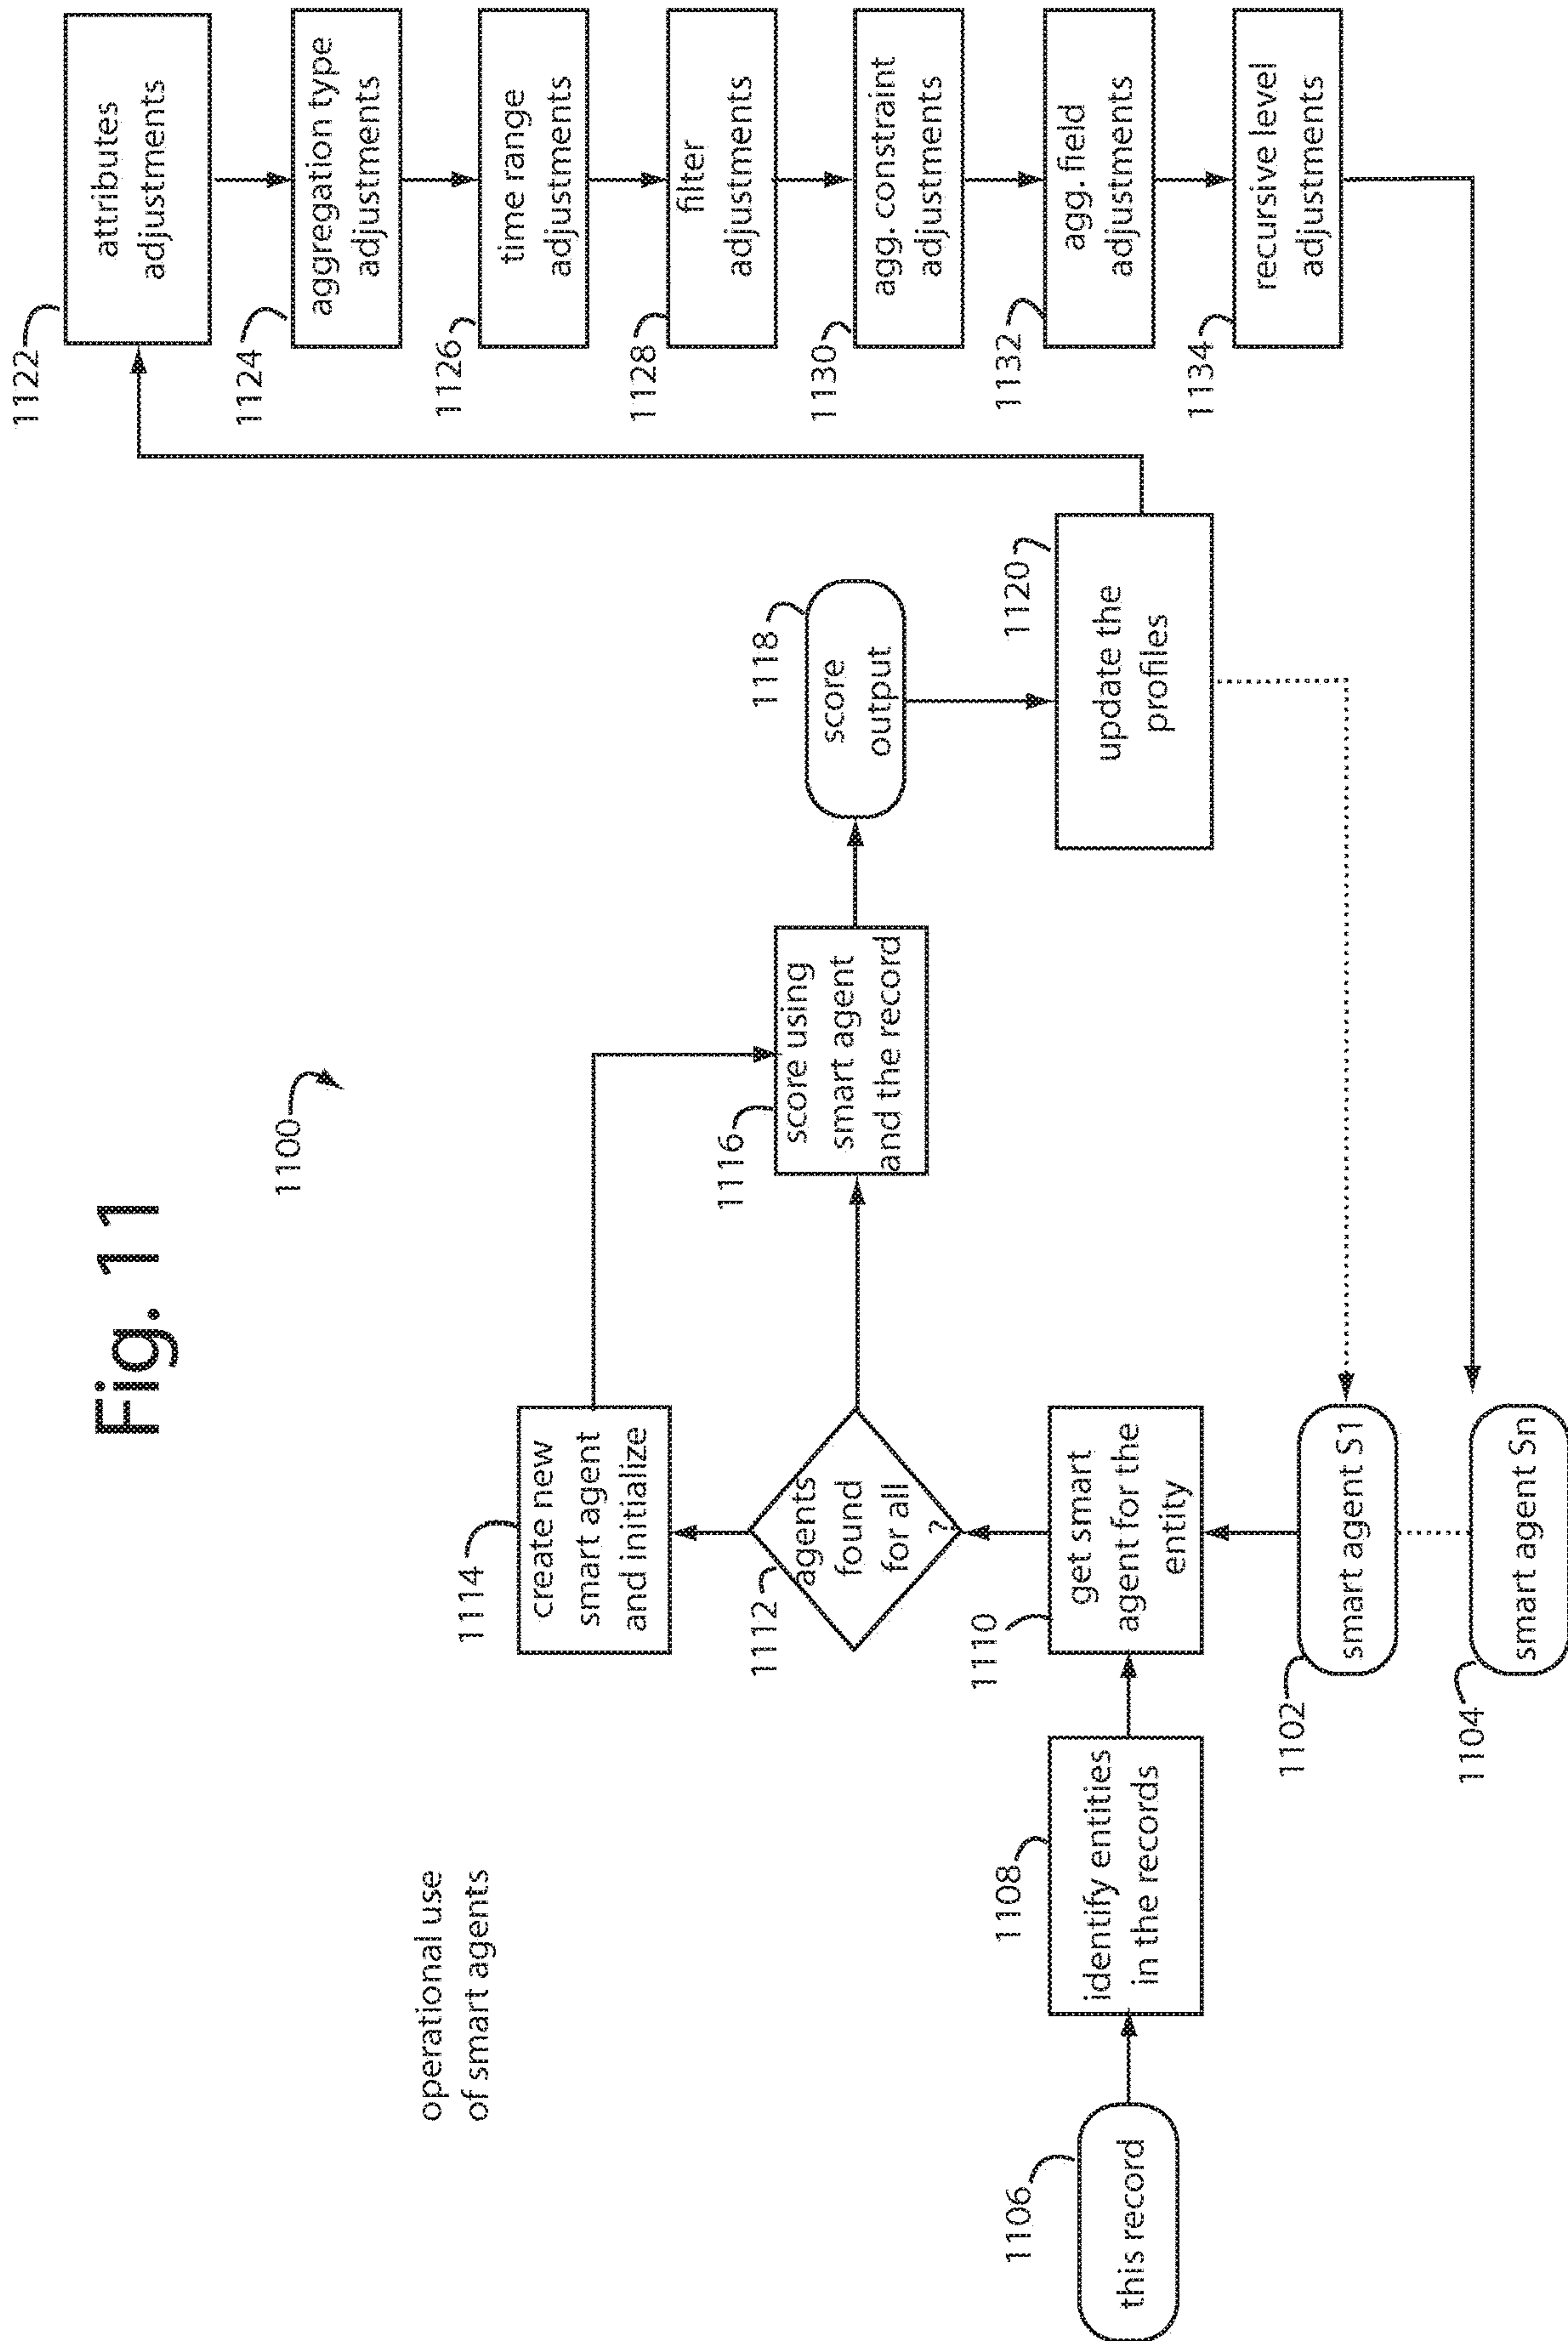 Fig. 11
1100
operational use
of smart agents
1106
this record
1108
identify entities
in the records
1110
get smart
agent for the
entity
1102
smart agent S1
1104
smart agent Sn
1112
agents
found
for all
?
1114
create new
smart agent
and initialize
1116
score using
smart agent
and the record
1118
score
output
1120
update the
profiles
1122
attributes
adjustments
1124
aggregation type
adjustments
1126
time range
adjustments
1128
filter
adjustments
1130
agg. constraint
adjustments
1132
agg. field
adjustments
1134
recursive level
adjustments